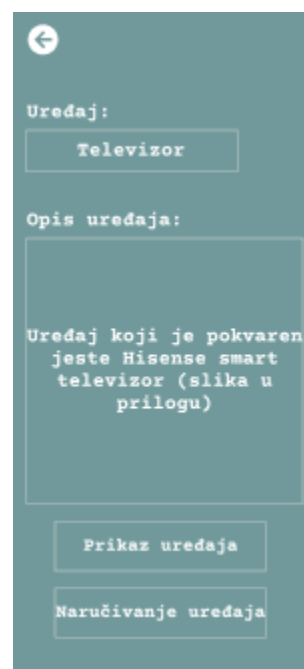 Uređaj:
Televizor
Opis uređaja:
Uređaj koji je pokvaren
jeste Hisense smart
televizor (slika u
prilogu)
Prikaz uređaja
Naručivanje uređaja